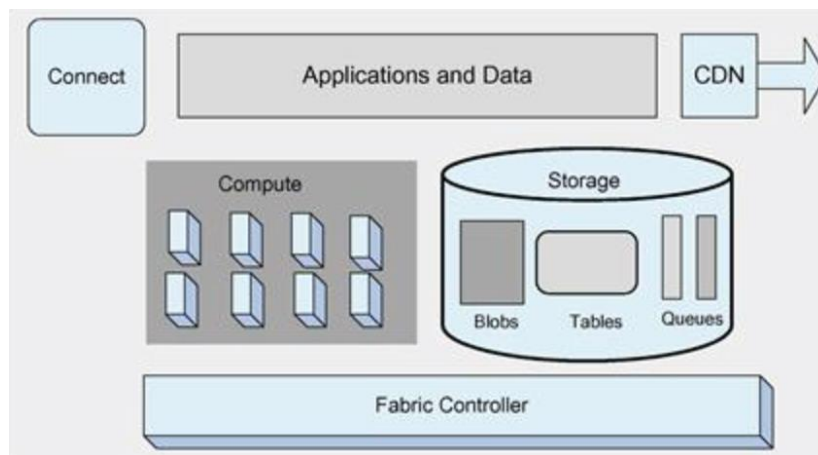 Connect
Applications and Data
CDN
Compute
Storage
Blobs
Tables
Queues
Fabric Controller